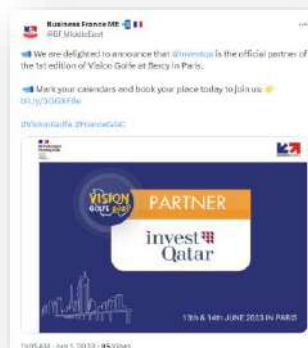 Business France ME
@BF_MiddleEast
We are delighted to announce that @investqa is the official partner of
the 1st edition of Vision Golfe at Bercy in Paris.
Mark your calendars and book your place today to join us
#VisionGolfe #FranceGCC
VISION
GOLFE
PARTNER
invest
Qatar
13th & 14th JUNE 2023 IN PARIS